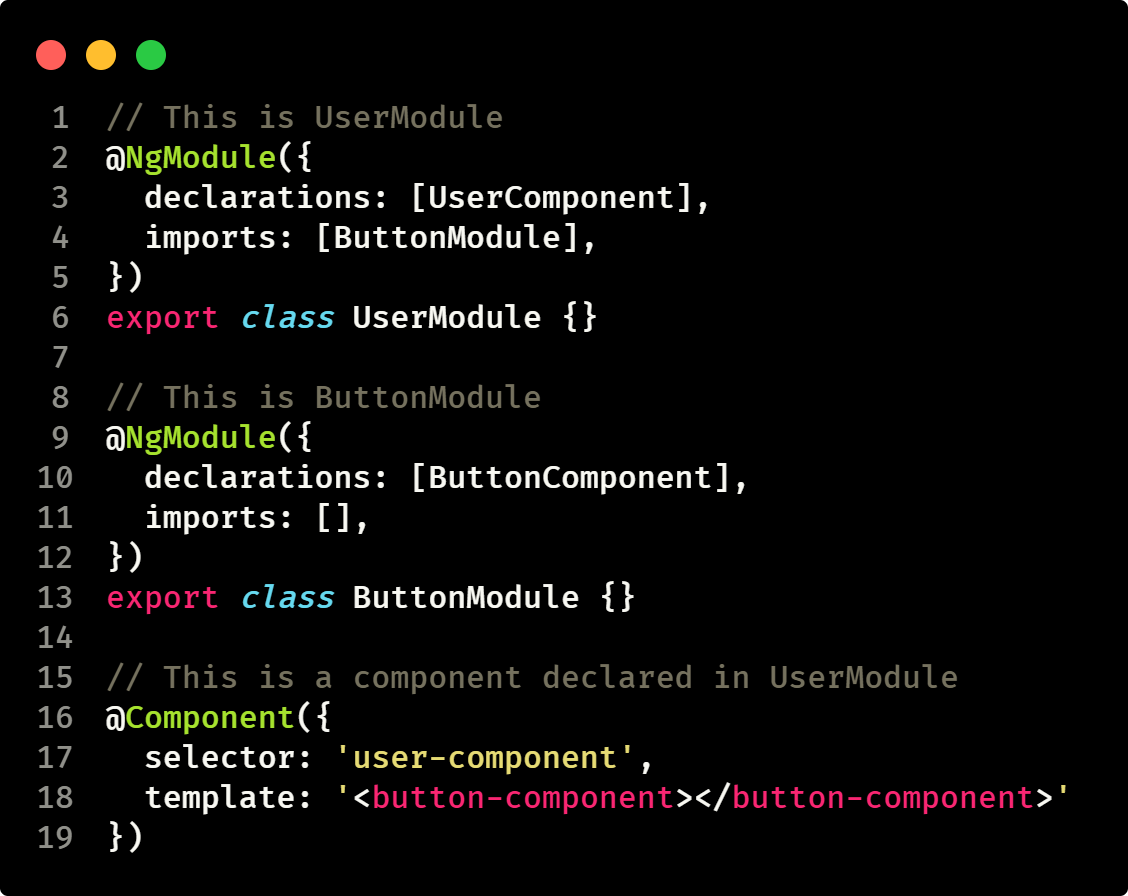 1 // This is UserModule
2 @NgModule({
3   declarations: [UserComponent],
4   imports: [ButtonModule],
5 })
6 export class UserModule {}
7
8 // This is ButtonModule
9 @NgModule({
10   declarations: [ButtonComponent],
11   imports: [],
12 })
13 export class ButtonModule {}
14
15 // This is a component declared in UserModule
16 @Component({
17   selector: 'user-component',
18   template: '<button-component></button-component>'
19 })